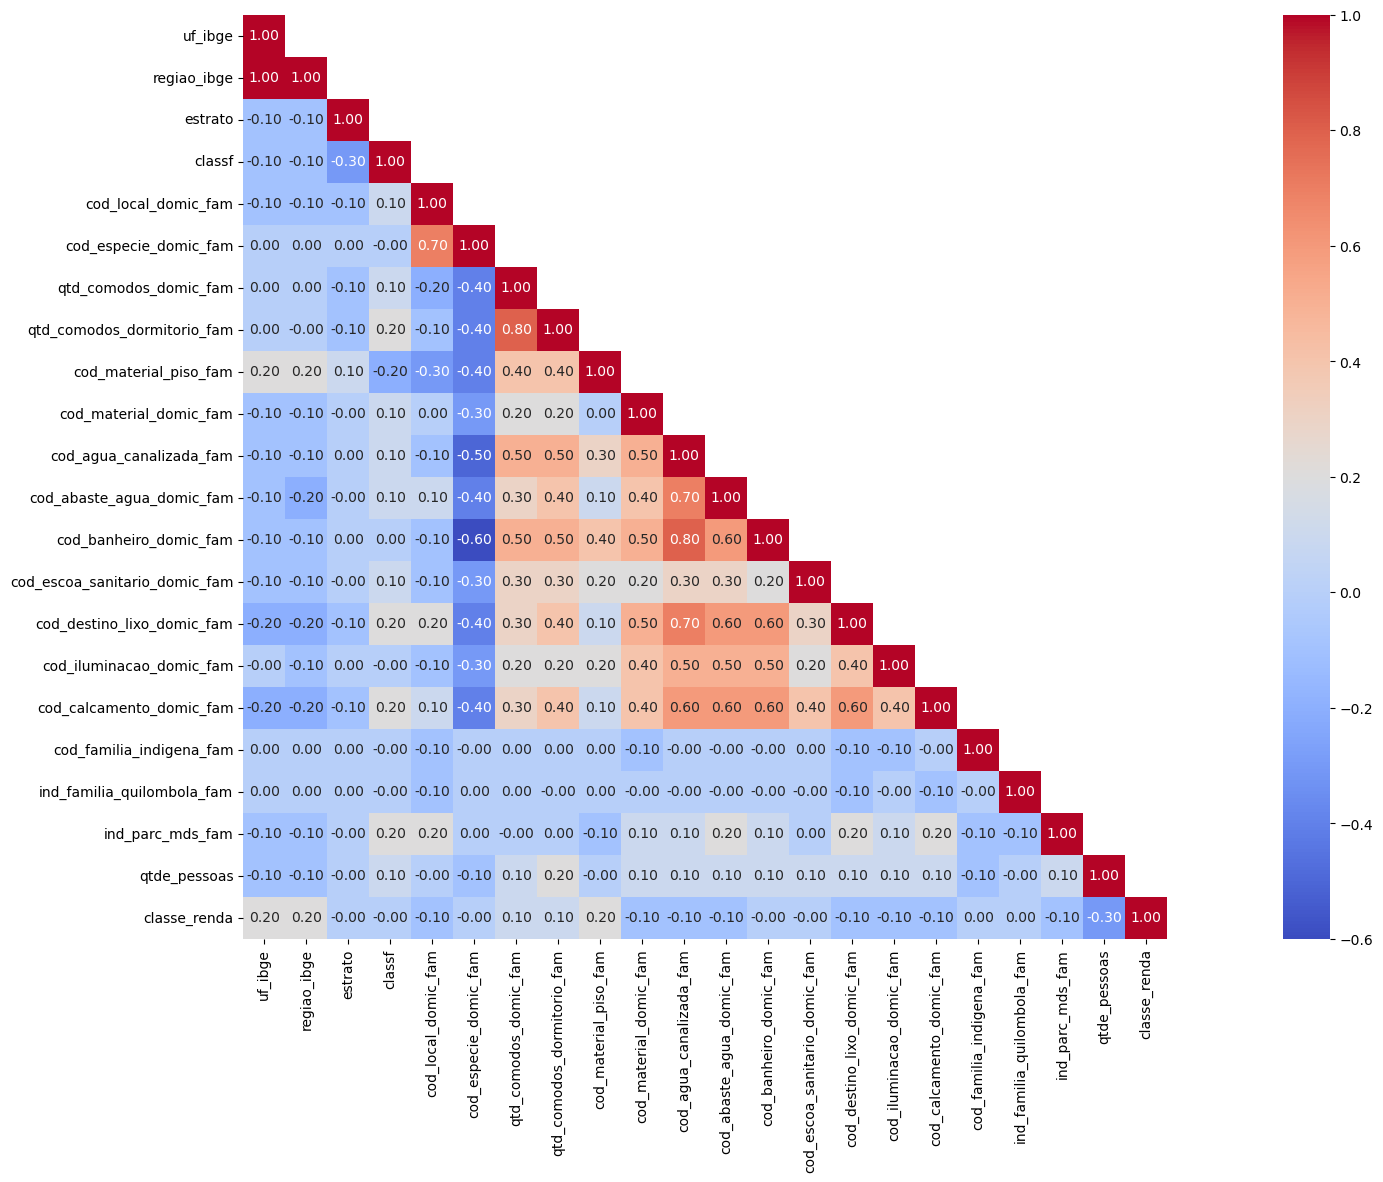 uf_ibge 1.00
regiao_ibge 1.00 1.00
estrato -0.10 -0.10 1.00
classf -0.10 -0.10 -0.30 1.00
cod_local_domic_fam -0.10 -0.10 -0.10 0.10 1.00
cod_especie_domic_fam 0.00 0.00 0.00 -0.00 0.70 1.00
qtd_comodos_domic_fam 0.00 0.00 -0.10 0.10 -0.20 -0.40 1.00
qtd_comodos_dormitorio_fam 0.00 -0.00 -0.10 0.20 -0.10 -0.40 0.80 1.00
cod_material_piso_fam 0.20 0.20 0.10 -0.20 -0.30 -0.40 0.40 0.40 1.00
cod_material_domic_fam -0.10 -0.10 -0.00 0.10 0.00 -0.30 0.20 0.20 0.00 1.00
cod_agua_canalizada_fam -0.10 -0.10 0.00 0.10 -0.10 -0.50 0.50 0.50 0.30 0.50 1.00
cod_abaste_agua_domic_fam -0.10 -0.20 -0.00 0.10 0.10 -0.40 0.30 0.40 0.10 0.40 0.70 1.00
cod_banheiro_domic_fam -0.10 -0.10 0.00 0.00 -0.10 -0.60 0.50 0.50 0.40 0.50 0.80 0.60 1.00
cod_escoa_sanitario_domic_fam -0.10 -0.10 -0.00 0.10 -0.10 -0.30 0.30 0.30 0.20 0.20 0.30 0.30 0.20 1.00
cod_destino_lixo_domic_fam -0.20 -0.20 -0.10 0.20 0.20 -0.40 0.30 0.40 0.10 0.50 0.70 0.60 0.60 0.30 1.00
cod_iluminacao_domic_fam -0.00 -0.10 0.00 -0.00 -0.10 -0.30 0.20 0.20 0.20 0.40 0.50 0.50 0.50 0.20 0.40 1.00
cod_calcamento_domic_fam -0.20 -0.20 -0.10 0.20 0.10 -0.40 0.30 0.40 0.10 0.40 0.60 0.60 0.60 0.40 0.60 0.40 1.00
cod_familia_indigena_fam 0.00 0.00 0.00 -0.00 -0.10 -0.00 0.00 0.00 0.00 -0.10 -0.00 -0.00 -0.00 0.00 -0.10 -0.10 -0.00 1.00
ind_familia_quilombola_fam 0.00 0.00 0.00 -0.00 -0.10 0.00 0.00 -0.00 0.00 -0.00 -0.00 -0.00 -0.00 -0.00 -0.10 -0.00 -0.10 -0.00 1.00
ind_parc_mds_fam -0.10 -0.10 -0.00 0.20 0.20 0.00 -0.00 0.00 -0.10 0.10 0.10 0.20 0.10 0.00 0.20 0.10 0.20 -0.10 -0.10 1.00
qtde_pessoas -0.10 -0.10 -0.00 0.10 -0.00 -0.10 0.10 0.20 -0.00 0.10 0.10 0.10 0.10 0.10 0.10 0.10 0.10 -0.10 -0.00 0.10 1.00
classe_renda 0.20 0.20 -0.00 -0.00 -0.10 -0.00 0.10 0.10 0.20 -0.10 -0.10 -0.10 -0.00 -0.00 -0.10 -0.10 -0.10 0.00 0.00 -0.10 -0.30 1.00
uf_ibge
regiao_ibge
estrato
classf
cod_local_domic_fam
cod_especie_domic_fam
qtd_comodos_domic_fam
qtd_comodos_dormitorio_fam
cod_material_piso_fam
cod_material_domic_fam
cod_agua_canalizada_fam
cod_abaste_agua_domic_fam
cod_banheiro_domic_fam
cod_escoa_sanitario_domic_fam
cod_destino_lixo_domic_fam
cod_iluminacao_domic_fam
cod_calcamento_domic_fam
cod_familia_indigena_fam
ind_familia_quilombola_fam
ind_parc_mds_fam
qtde_pessoas
classe_renda
1.0
0.8
0.6
0.4
0.2
0.0
−0.2
−0.4
−0.6